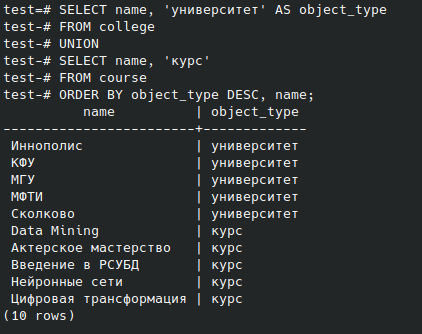 test=# SELECT name, 'университет' AS object_type
test-# FROM college
test-# UNION
test-# SELECT name, 'курс'
test-# FROM course
test-# ORDER BY object_type DESC, name;
          name          | object_type
------------------------+-------------
 Иннополис              | университет
 КФУ                    | университет
 МГУ                    | университет
 МФТИ                   | университет
 Сколково               | университет
 Data Mining            | курс
 Актерское мастерство   | курс
 Введение в РСУБД       | курс
 Нейронные сети         | курс
 Цифровая трансформация | курс
(10 rows)